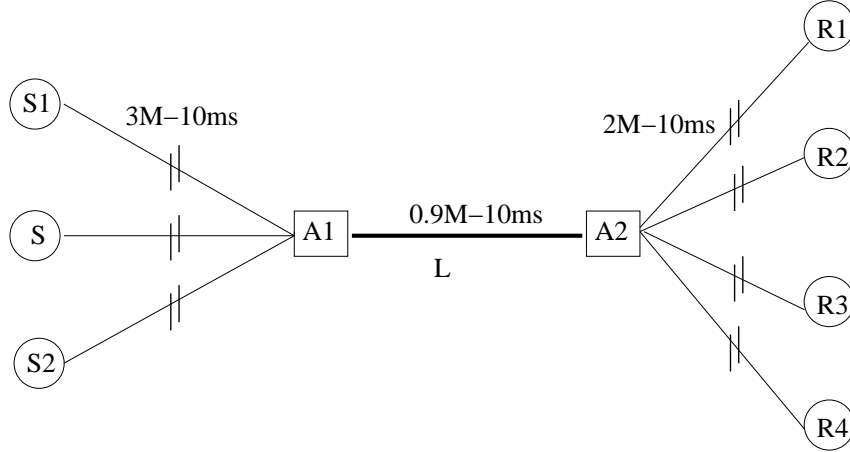 R1
S1
3M–10ms
2M–10ms
R2
0.9M–10ms
S
A1
A2
L
R3
S2
R4